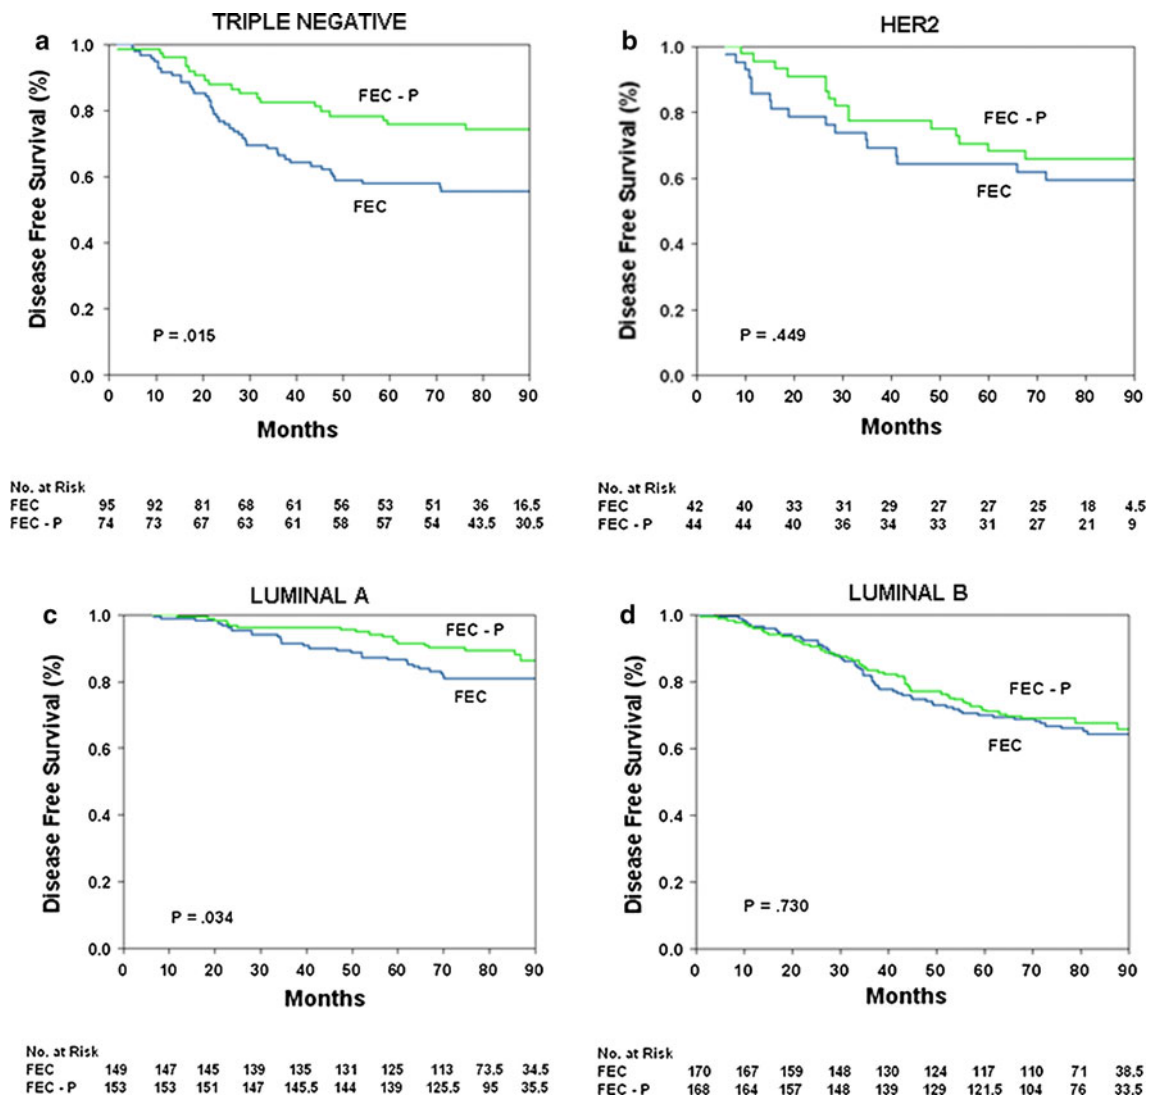 a
TRIPLE NEGATIVE
Disease Free Survival (%)
1.0
0.8
0.6
0.4
0.2
0.0
FEC - P
FEC
P = .015
0 10 20 30 40 50 60 70 80 90
Months
No. at Risk
FEC 95 92 81 68 61 56 53 51 36 16.5
FEC - P 74 73 67 63 61 58 57 54 43.5 30.5
b
HER2
Disease Free Survival (%)
1.0
0.8
0.6
0.4
0.2
0.0
FEC - P
FEC
P = .449
0 10 20 30 40 50 60 70 80 90
Months
No. at Risk
FEC 42 40 33 31 29 27 27 25 18 4.5
FEC - P 44 44 40 36 34 33 31 27 21 9
c
LUMINAL A
Disease Free Survival (%)
1.0
0.8
0.6
0.4
0.2
0.0
FEC - P
FEC
P = .034
0 10 20 30 40 50 60 70 80 90
Months
No. at Risk
FEC 149 147 145 139 135 131 125 113 73.5 34.5
FEC - P 153 153 151 147 145.5 144 139 125.5 95 35.5
d
LUMINAL B
Disease Free Survival (%)
1.0
0.8
0.6
0.4
0.2
0.0
FEC - P
FEC
P = .730
0 10 20 30 40 50 60 70 80 90
Months
No. at Risk
FEC 170 167 159 148 130 124 117 110 71 38.5
FEC - P 168 164 157 148 139 129 121.5 104 76 33.5